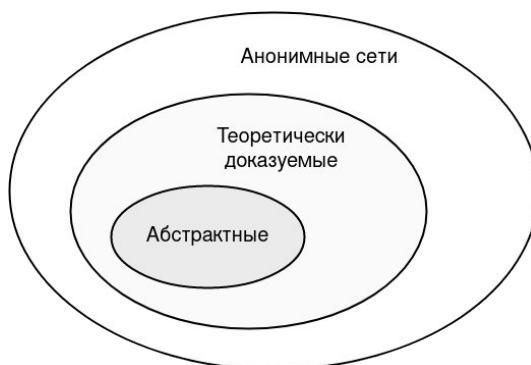 Анонимные сети
Теоретически
доказуемые
Абстрактные